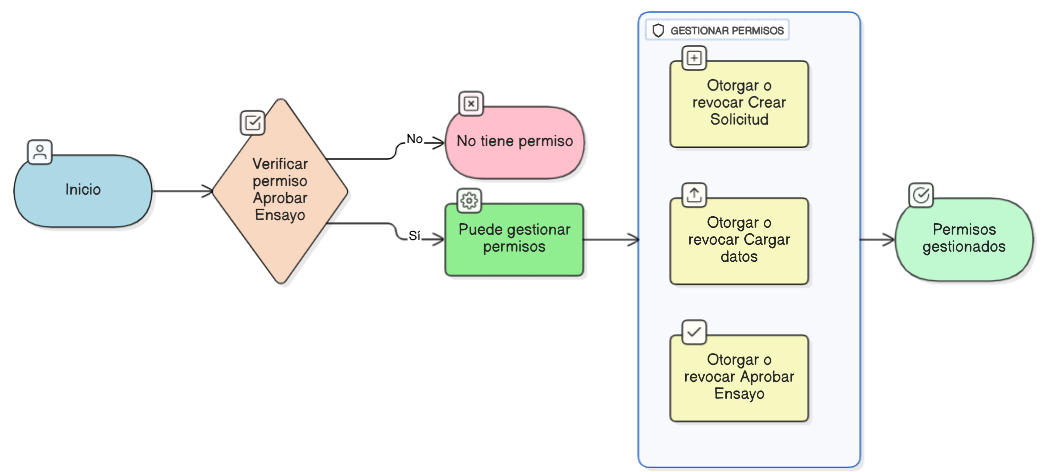 Inicio
Verificar
permiso
Aprobar
Ensayo
No
No tiene permiso
Sí
Puede gestionar
permisos
GESTIONAR PERMISOS
Otorgar o
revocar Crear
Solicitud
Otorgar o
revocar Cargar
datos
Otorgar o
revocar Aprobar
Ensayo
Permisos
gestionados